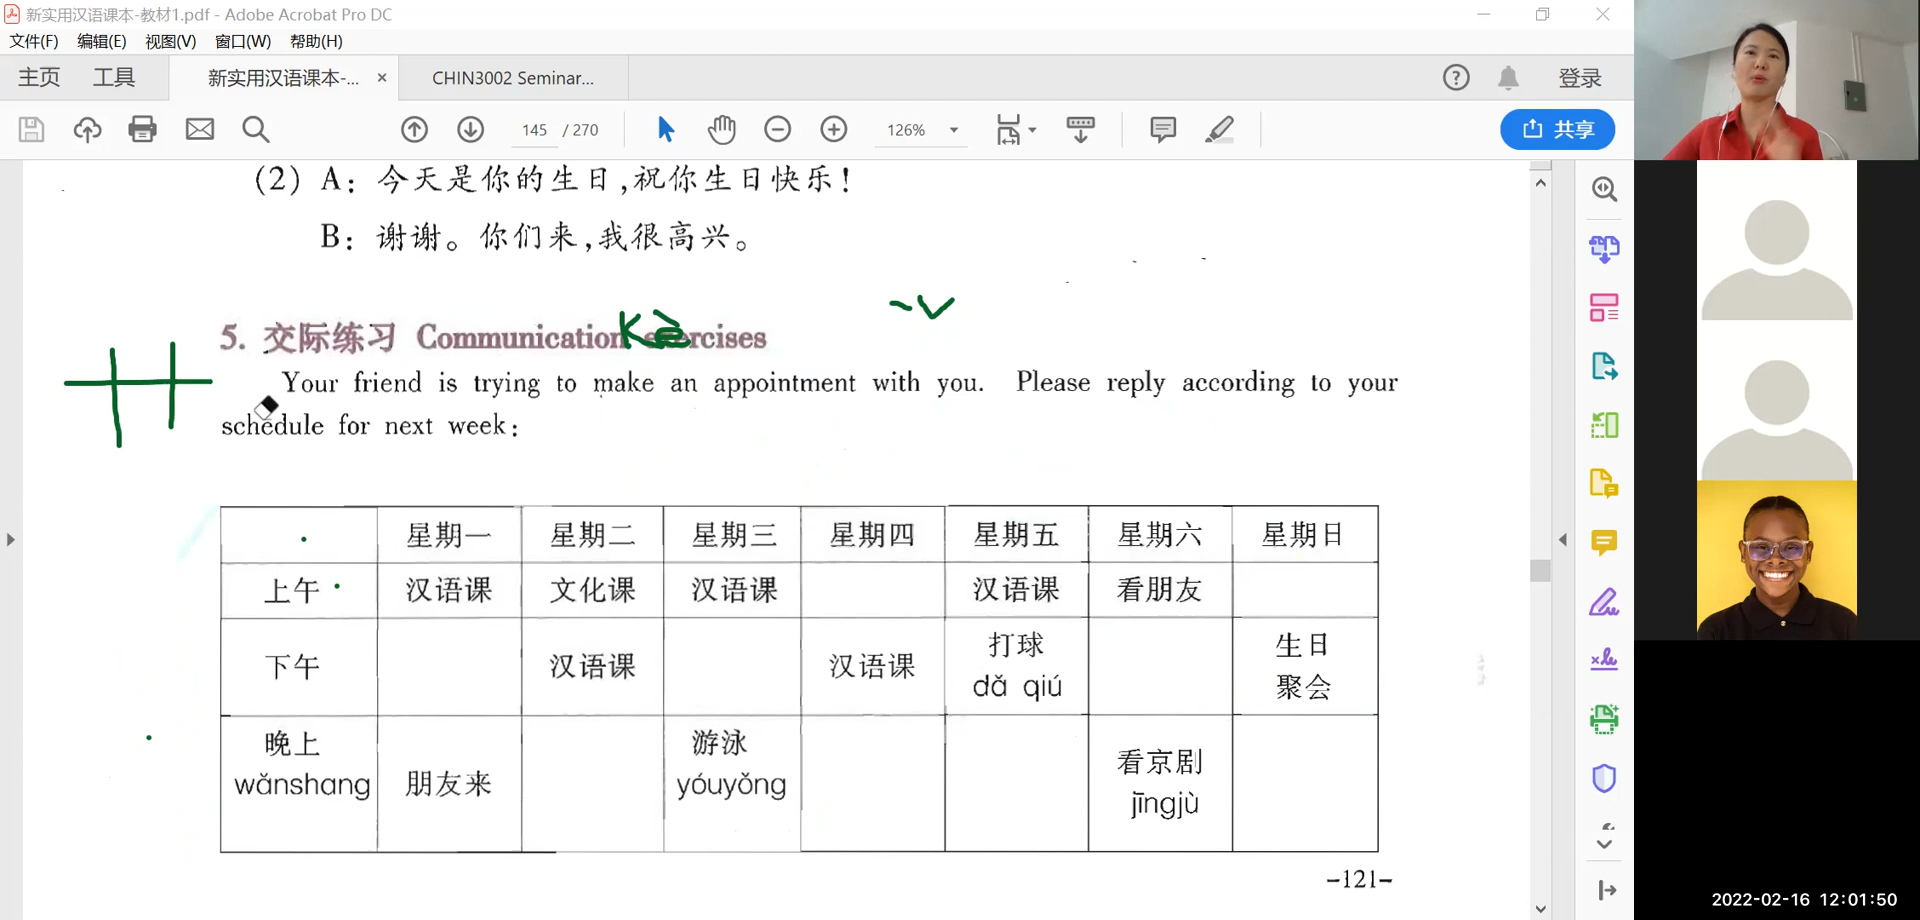 新实用汉语课本-教材1.pdf - Adobe Acrobat Pro DC
文件(F) 编辑(E) 视图(V) 窗口(W) 帮助(H)
主页 工具 新实用汉语课本-... × CHIN3002 Seminar... 登录
145 / 270 126% 共享
(2) A: 今天是你的生日,祝你生日快乐!
B: 谢谢。你们来,我很高兴。
5. 交际练习 Communication exercises
Your friend is trying to make an appointment with you. Please reply according to your
schedule for next week:
星期一 星期二 星期三 星期四 星期五 星期六 星期日
上午 汉语课 文化课 汉语课 汉语课 看朋友
下午 汉语课 汉语课 打球 dǎ qiú 生日聚会
晚上 wǎnshang 朋友来 游泳 yóuyǒng 看京剧 jīngjù
-121-
2022-02-16 12:01:50